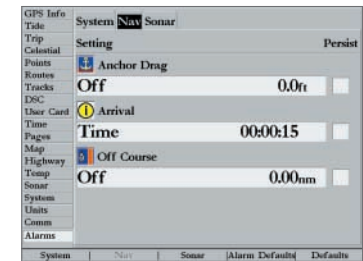 GPS Info
Tide
Trip
Celestial
Points
Routes
Tracks
DSC
User Card
Time
Pages
Map
Highway
Temp
Sonar
System
Units
Comm
Alarms
System Nav Sonar
Setting Persist
Anchor Drag
Off 0.0ft
Arrival
Time 00:00:15
Off Course
Off 0.00nm
System | Nav | Sonar |Alarm Defaults| Defaults